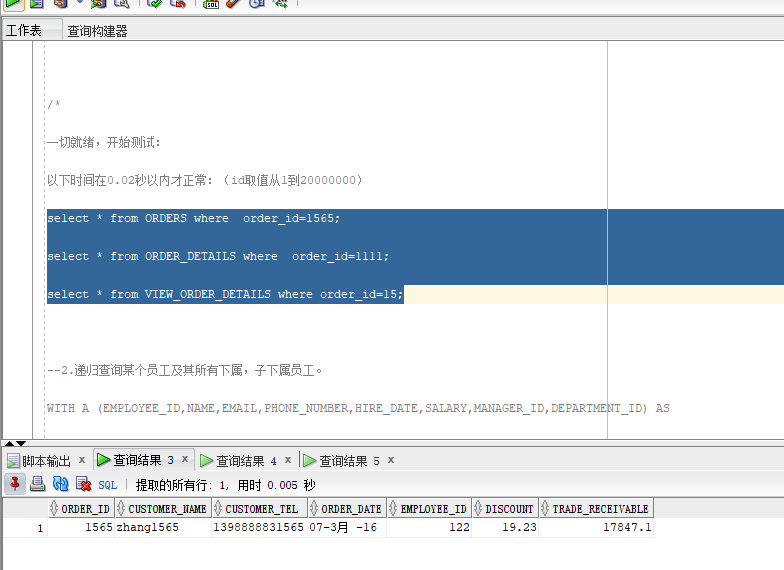 工作表 查询构建器
/*
一切就绪，开始测试：
以下时间在0.02秒以内才正常：（id取值从1到20000000）
select * from ORDERS where  order_id=1565;
select * from ORDER_DETAILS where  order_id=1111;
select * from VIEW_ORDER_DETAILS where order_id=15;
--2.递归查询某个员工及其所有下属，子下属员工。
WITH A (EMPLOYEE_ID,NAME,EMAIL,PHONE_NUMBER,HIRE_DATE,SALARY,MANAGER_ID,DEPARTMENT_ID) AS
脚本输出 x 查询结果 3 x 查询结果 4 x 查询结果 5 x
SQL | 提取的所有行: 1, 用时 0.005 秒
ORDER_ID CUSTOMER_NAME CUSTOMER_TEL ORDER_DATE EMPLOYEE_ID DISCOUNT TRADE_RECEIVABLE
1 1565 zhang1565 1398888831565 07-3月 -16 122 19.23 17847.1